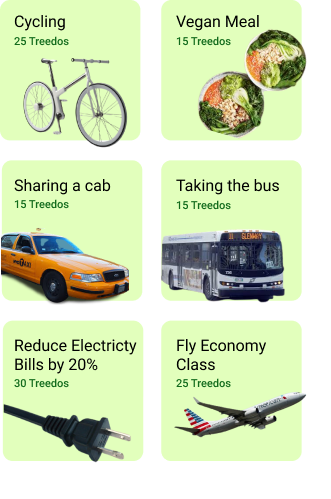 Cycling
25 Treedos
Vegan Meal
15 Treedos
Sharing a cab
15 Treedos
Taking the bus
15 Treedos
Reduce Electricty
Bills by 20%
30 Treedos
Fly Economy
Class
25 Treedos